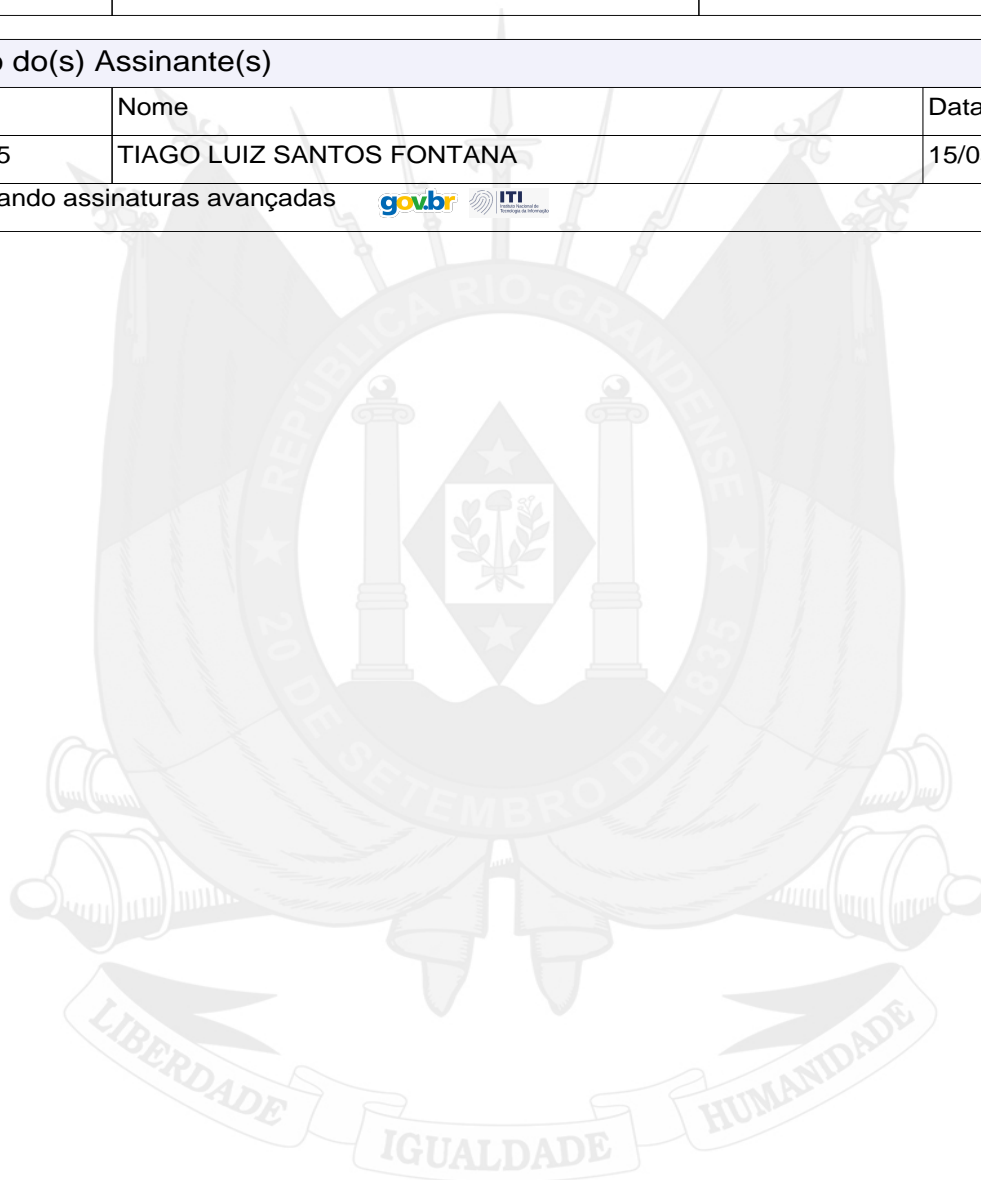 o do(s) Assinante(s)
Nome Data
5 TIAGO LUIZ SANTOS FONTANA 15/0
ando assinaturas avançadas gov.br ITI
REPÚBLICA RIO-GRANDENSE
20 DE SETEMBRO DE 1835
LIBERDADE IGUALDADE HUMANIDADE